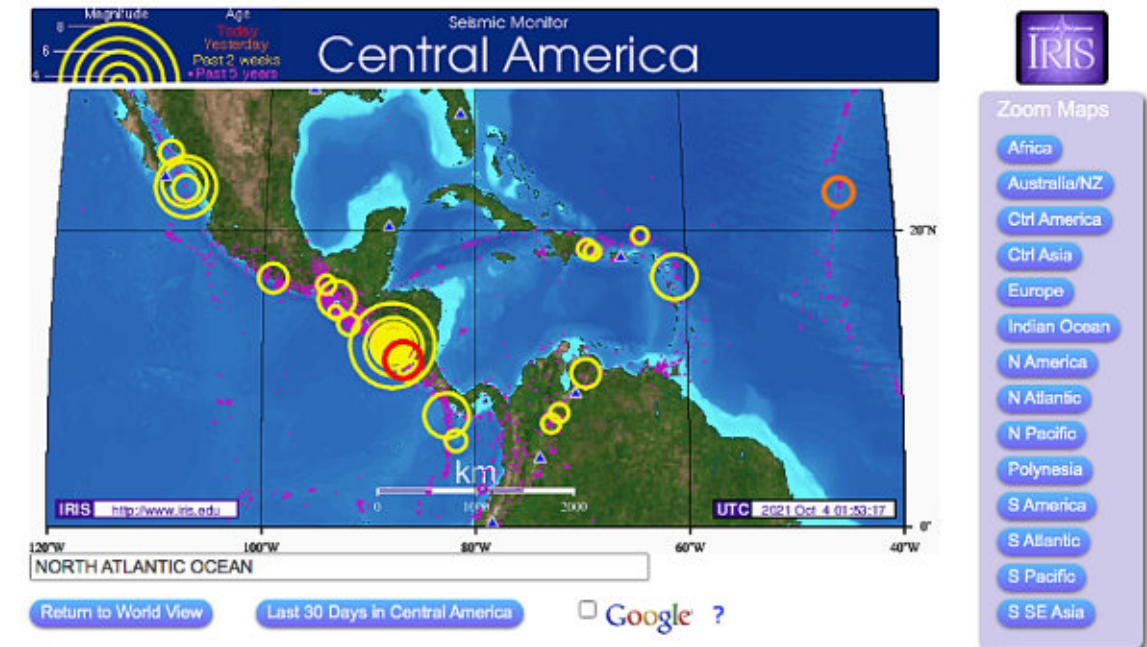 Magnitude
8
6
4
Age
Today
Yesterday
Past 2 weeks
Past 5 years
Seismic Monitor
Central America
IRIS
Zoom Maps
Africa
Australia/NZ
Ctrl America
Ctrl Asia
Europe
Indian Ocean
N America
N Atlantic
N Pacific
Polynesia
S America
S Atlantic
S Pacific
S SE Asia
20°N
km
0 1000 2000
IRIS http://www.iris.edu
UTC 2021 Oct 4 01:53:17
0°
120°W 100°W 80°W 60°W 40°W
NORTH ATLANTIC OCEAN
Return to World View
Last 30 Days in Central America
Google ?